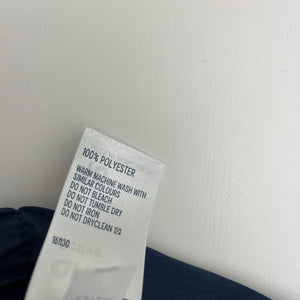 100% POLYESTER
WARM MACHINE WASH WITH
SIMILAR COLOURS
DO NOT BLEACH
DO NOT TUMBLE DRY
DO NOT IRON
DO NOT DRYCLEAN
161130